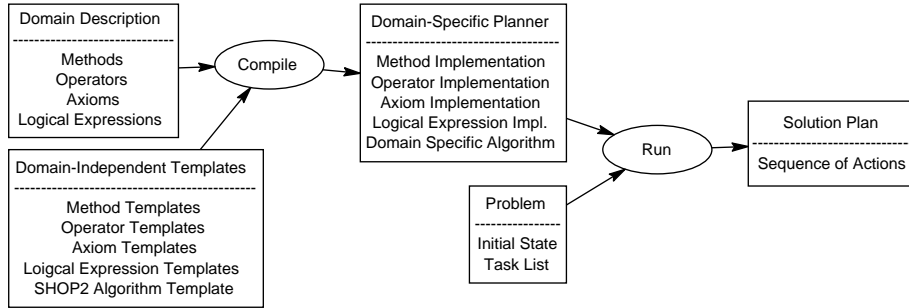 Domain Description
Methods
Operators
Axioms
Logical Expressions
Compile
Domain-Independent Templates
Method Templates
Operator Templates
Axiom Templates
Loigcal Expression Templates
SHOP2 Algorithm Template
Domain-Specific Planner
Method Implementation
Operator Implementation
Axiom Implementation
Logical Expression Impl.
Domain Specific Algorithm
Problem
Initial State
Task List
Run
Solution Plan
Sequence of Actions